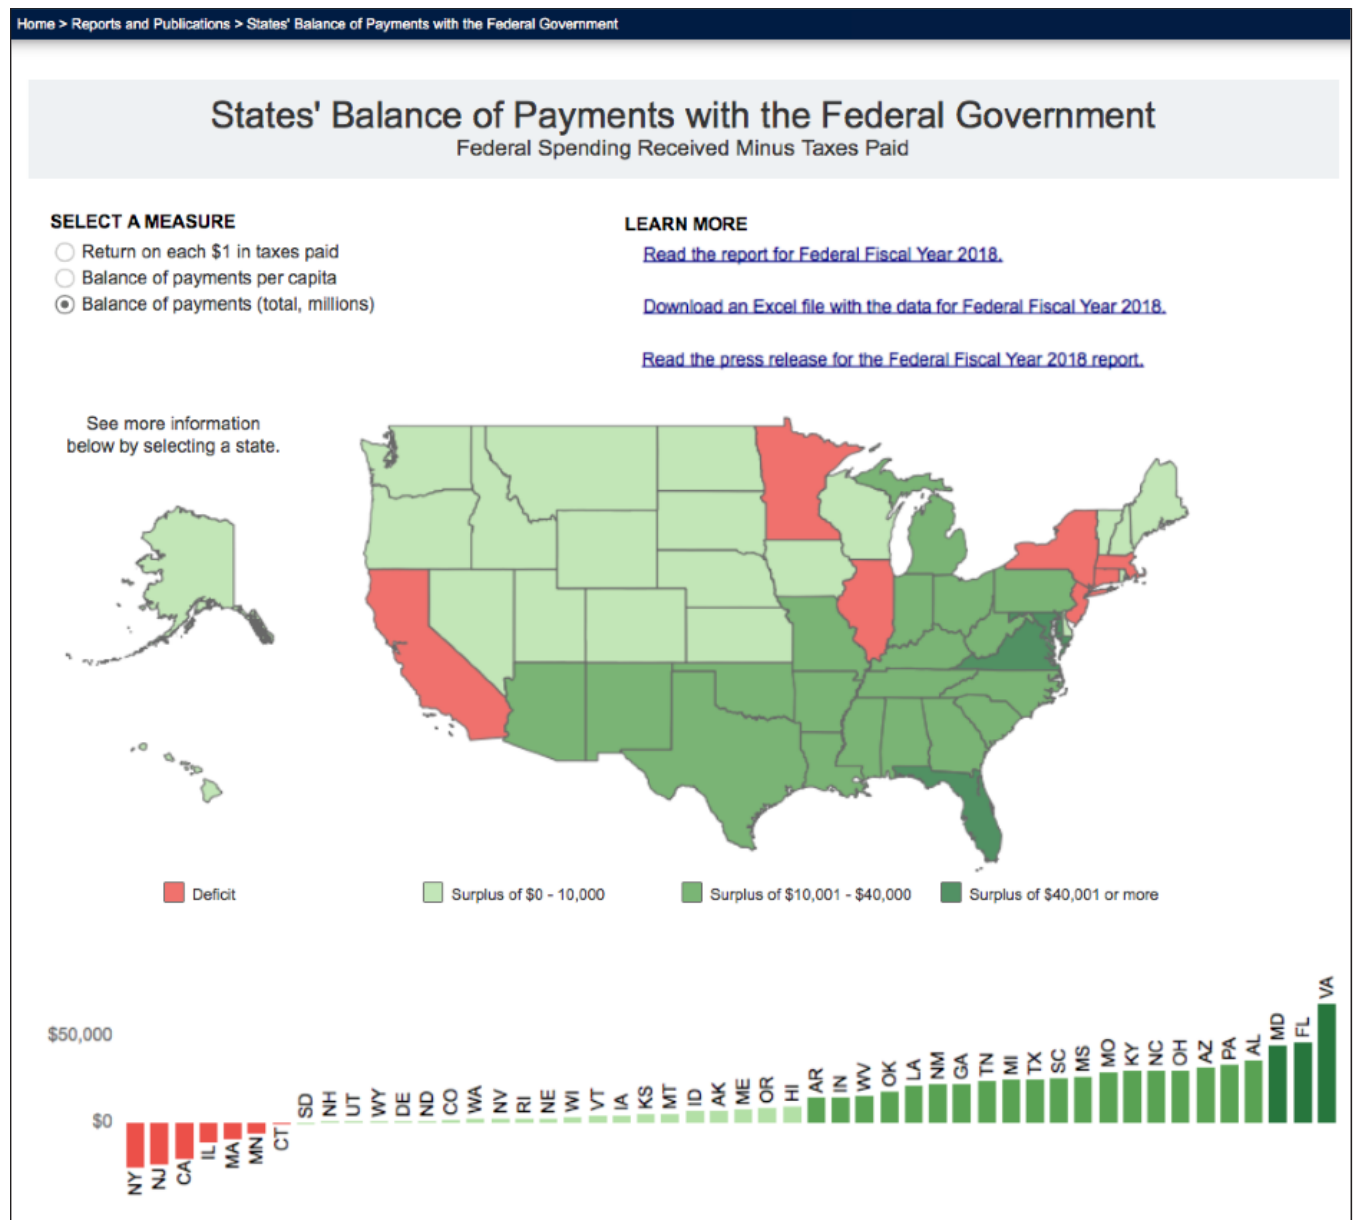 Home > Reports and Publications > States' Balance of Payments with the Federal Government
States' Balance of Payments with the Federal Government
Federal Spending Received Minus Taxes Paid
SELECT A MEASURE
Return on each $1 in taxes paid
Balance of payments per capita
Balance of payments (total, millions)
LEARN MORE
Read the report for Federal Fiscal Year 2018.
Download an Excel file with the data for Federal Fiscal Year 2018.
Read the press release for the Federal Fiscal Year 2018 report.
See more information
below by selecting a state.
Deficit
Surplus of $0 - 10,000
Surplus of $10,001 - $40,000
Surplus of $40,001 or more
$50,000
$0
NY
NJ
CA
IL
MA
MN
CT
SD
NH
UT
WY
DE
ND
CO
WA
NV
RI
NE
WI
VT
IA
KS
MT
ID
AK
ME
OR
HI
AR
IN
WV
OK
LA
NM
GA
TN
MI
TX
SC
MS
MO
KY
NC
OH
AZ
PA
AL
MD
FL
VA